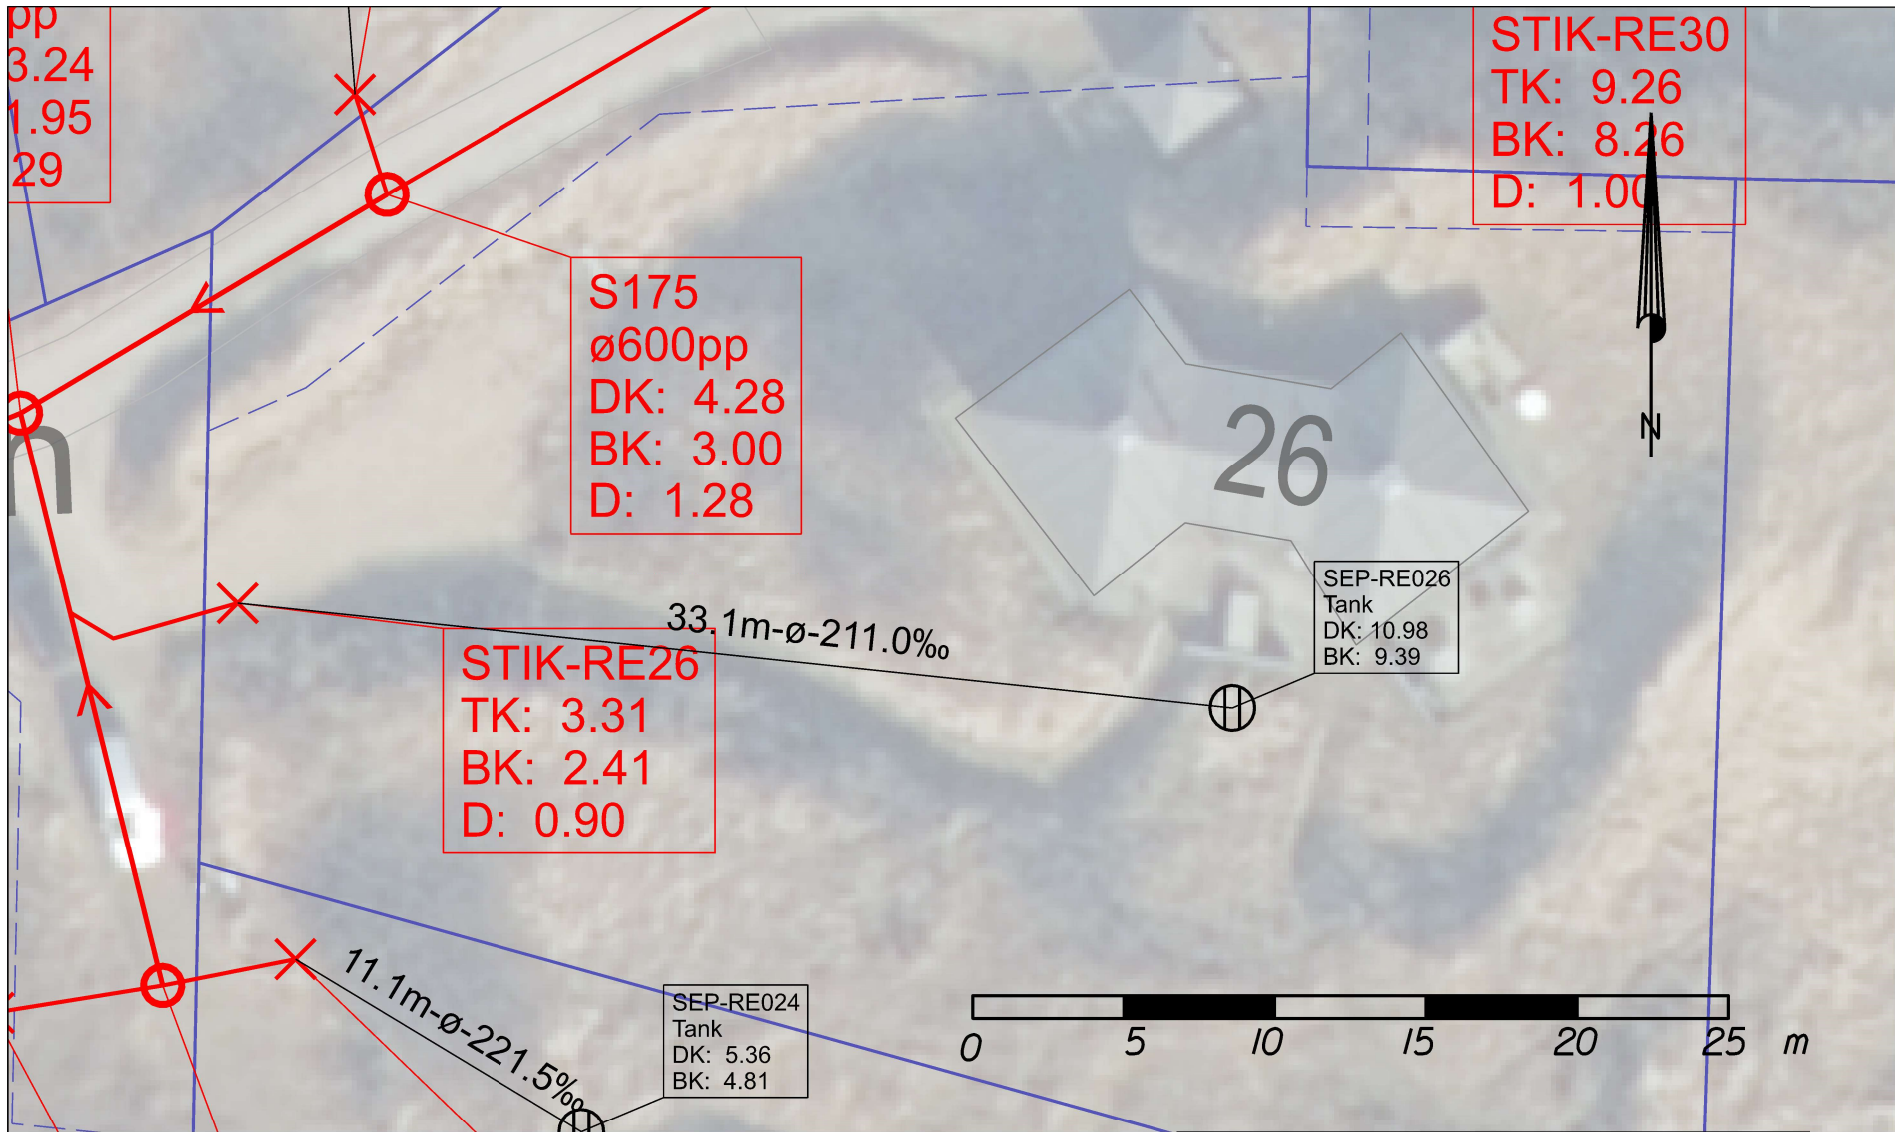 pp
3.24
1.95
29
STIK-RE30
TK: 9.26
BK: 8.26
D: 1.00
S175
ø600pp
DK: 4.28
BK: 3.00
D: 1.28
26
N
n
SEP-RE026
Tank
DK: 10.98
BK: 9.39
33.1m-ø-211.0‰
STIK-RE26
TK: 3.31
BK: 2.41
D: 0.90
11.1m-ø-221.5‰
SEP-RE024
Tank
DK: 5.36
BK: 4.81
0 5 10 15 20 25 m